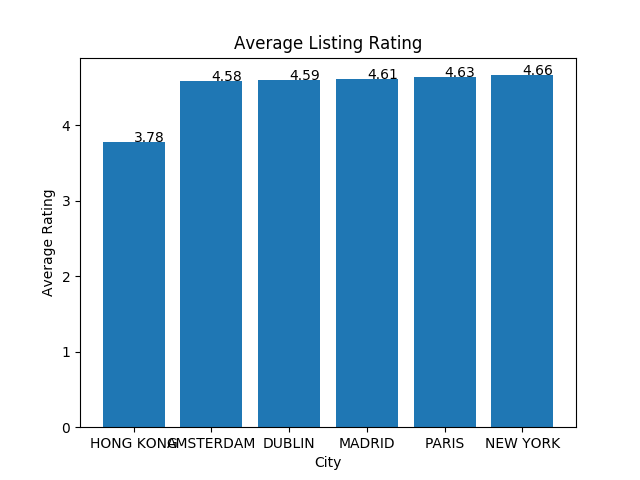 Average Listing Rating
3.78
4.58
4.59
4.61
4.63
4.66
4
3
2
1
0
Average Rating
HONG KONG AMSTERDAM DUBLIN MADRID PARIS NEW YORK
City